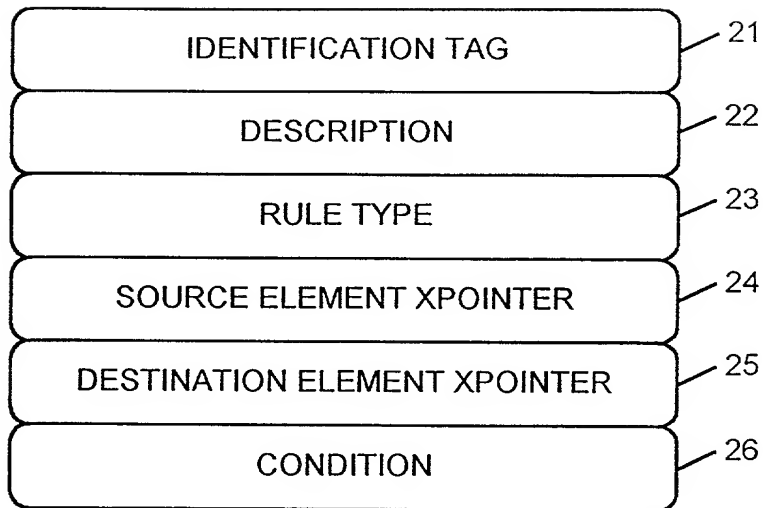 IDENTIFICATION TAG 21
DESCRIPTION 22
RULE TYPE 23
SOURCE ELEMENT XPOINTER 24
DESTINATION ELEMENT XPOINTER 25
CONDITION 26